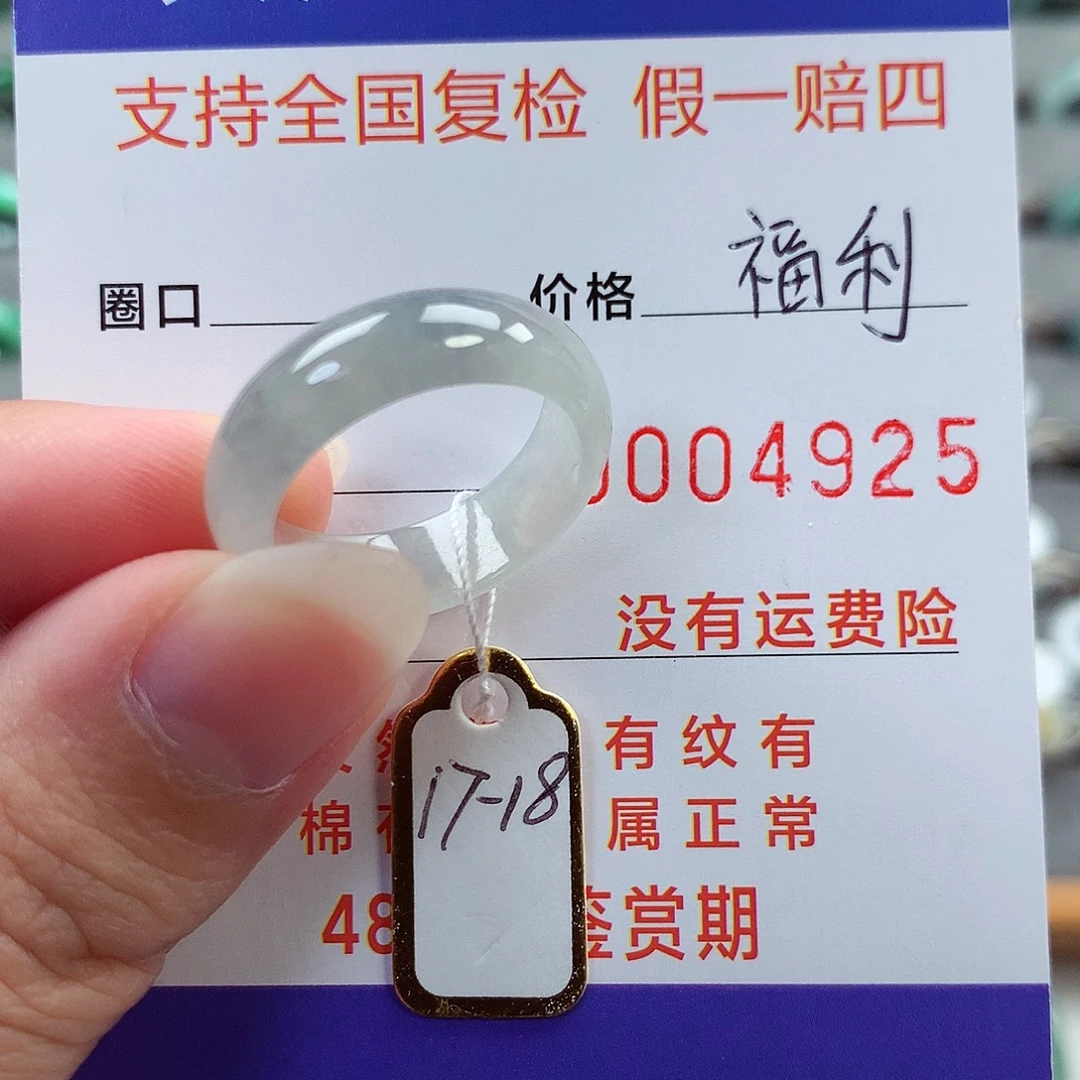 支持全国复检 假一赔四
圈口 价格 福利
004925
没有运费险
有纹有
棉 属正常
48 鉴赏期
17-18